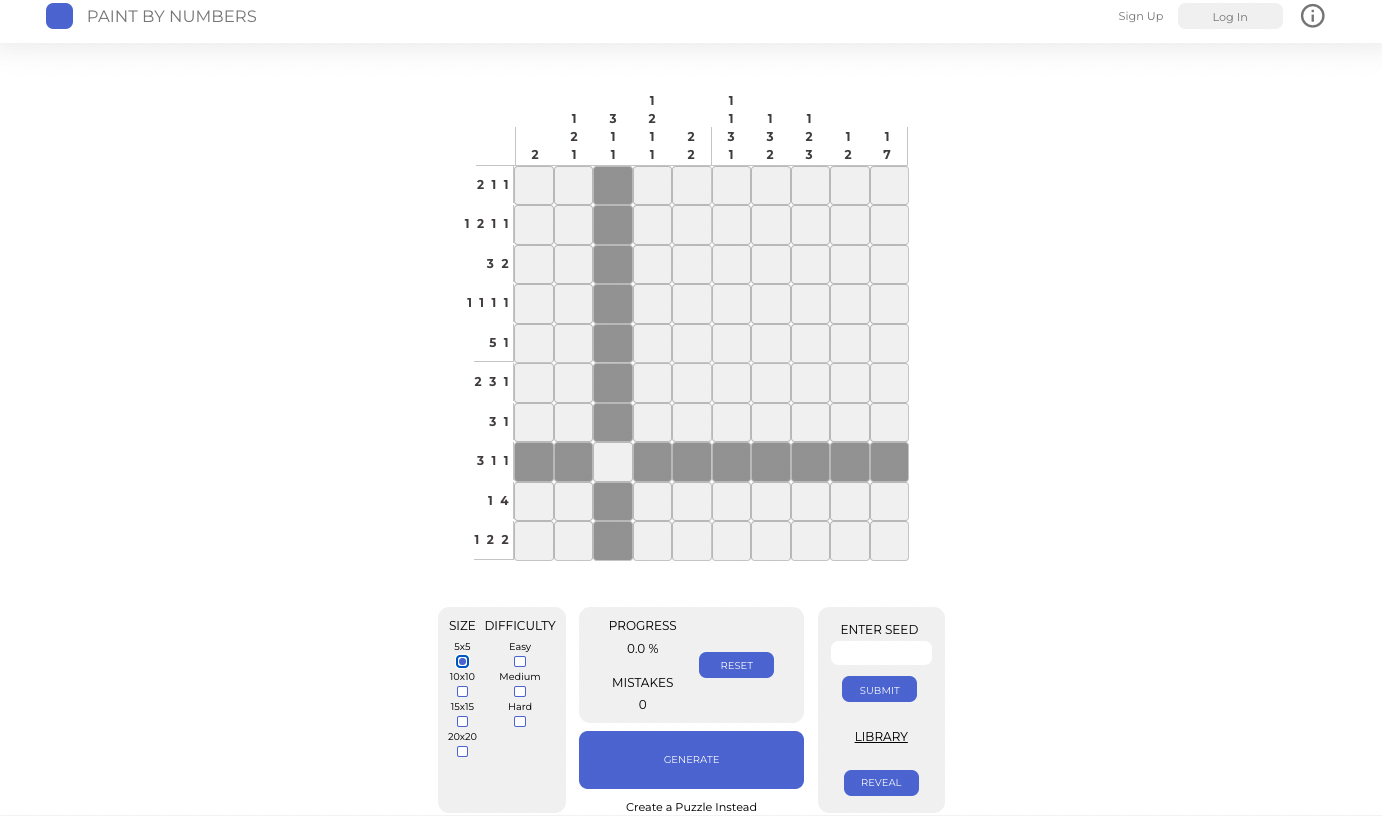 PAINT BY NUMBERS
Sign Up
Log In
1 1
1 3 2 1 1 1
2 1 1 2 1 3 2 1 1
2 1 1 1 2 1 2 3 2 7
2 1 1
1 2 1 1
3 2
1 1 1 1
5 1
2 3 1
3 1
3 1 1
1 4
1 2 2
SIZE DIFFICULTY
5x5 Easy
10x10 Medium
15x15 Hard
20x20
PROGRESS
0.0 %
MISTAKES
0
RESET
GENERATE
Create a Puzzle Instead
ENTER SEED
SUBMIT
LIBRARY
REVEAL